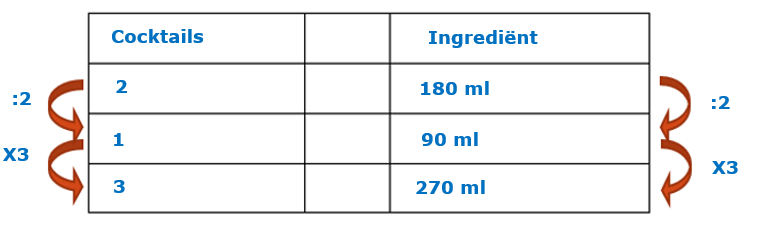 Cocktails Ingrediënt
2 180 ml
:2 :2
1 90 ml
X3 X3
3 270 ml